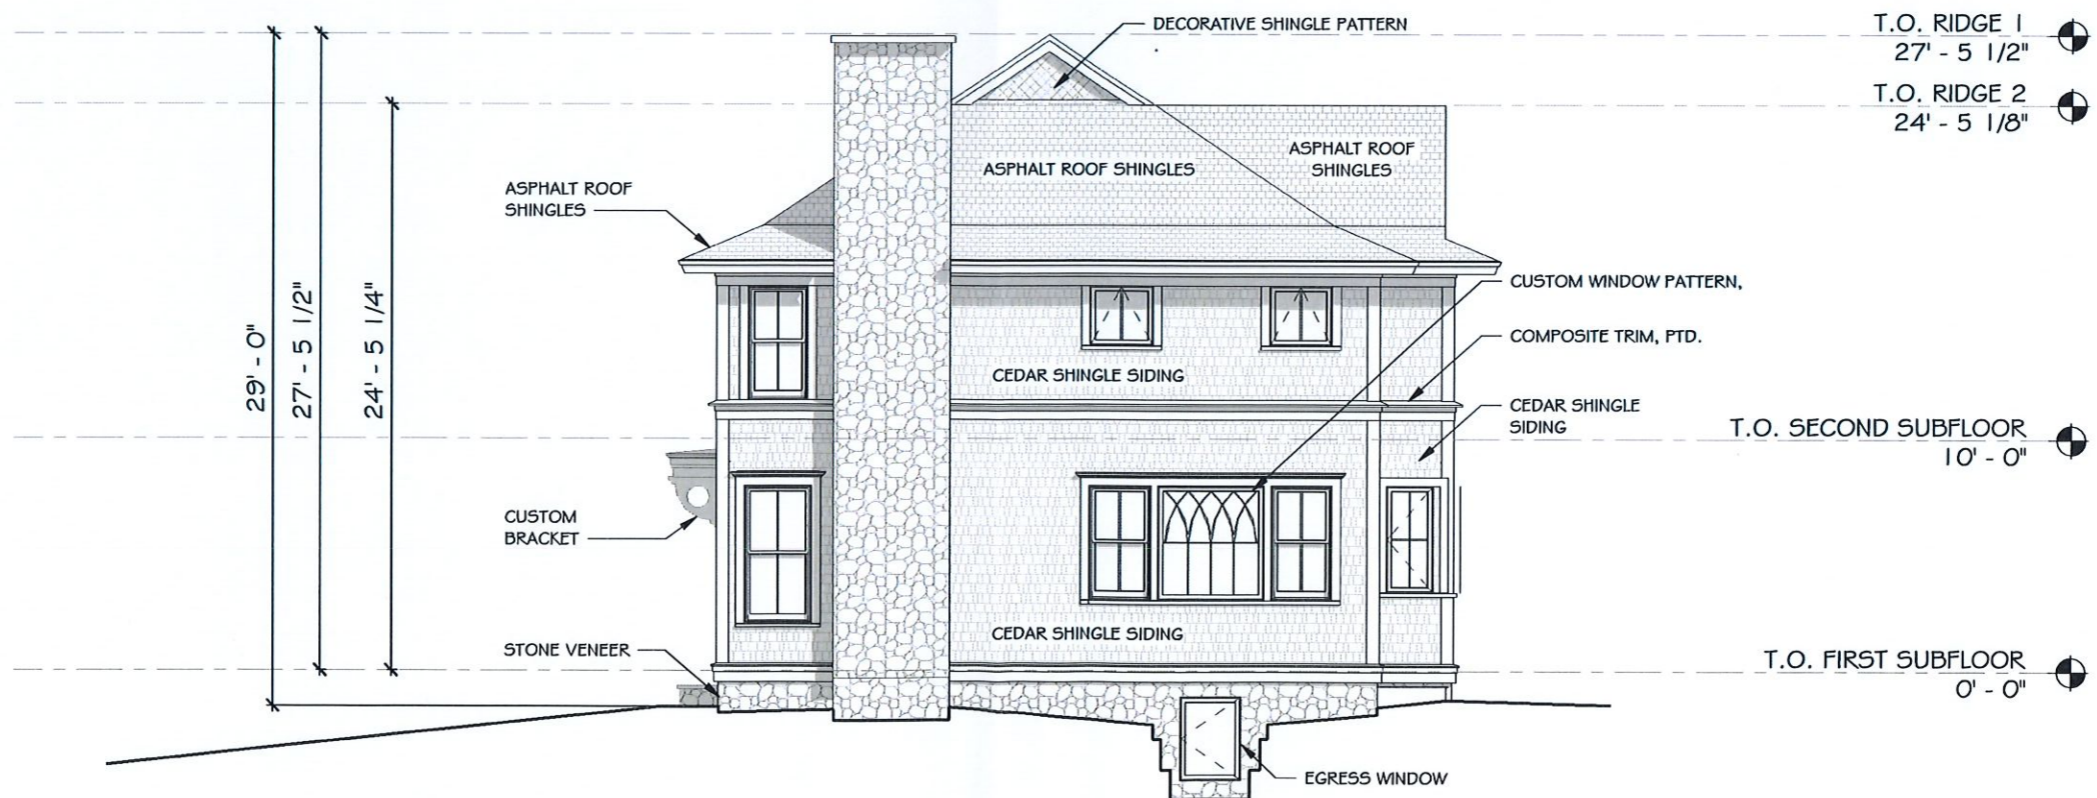 DECORATIVE SHINGLE PATTERN
T.O. RIDGE 1
27' - 5 1/2"
T.O. RIDGE 2
24' - 5 1/8"
ASPHALT ROOF
SHINGLES
ASPHALT ROOF SHINGLES
ASPHALT ROOF
SHINGLES
29' - 0"
27' - 5 1/2"
24' - 5 1/4"
CUSTOM WINDOW PATTERN,
COMPOSITE TRIM, PTD.
CEDAR SHINGLE SIDING
CEDAR SHINGLE
SIDING
T.O. SECOND SUBFLOOR
10' - 0"
CUSTOM
BRACKET
CEDAR SHINGLE SIDING
STONE VENEER
T.O. FIRST SUBFLOOR
0' - 0"
EGRESS WINDOW